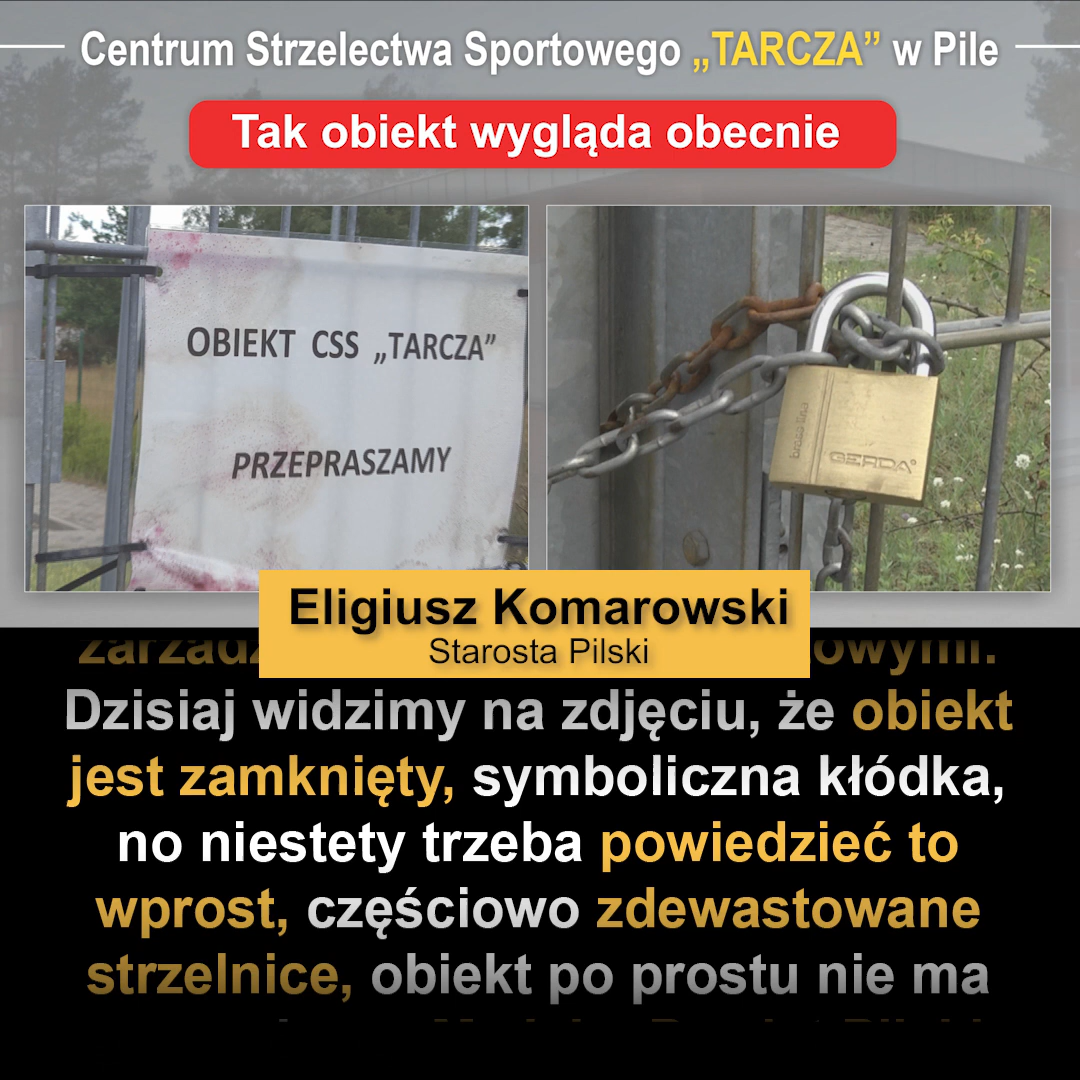 Centrum Strzelectwa Sportowego „TARCZA” w Pile
Tak obiekt wygląda obecnie
OBIEKT CSS „TARCZA”
PRZEPRASZAMY
GERDA
Eligiusz Komarowski
Starosta Pilski
Dzisiaj widzimy na zdjęciu, że obiekt
jest zamknięty, symboliczna kłódka,
no niestety trzeba powiedzieć to
wprost, częściowo zdewastowane
strzelnice, obiekt po prostu nie ma